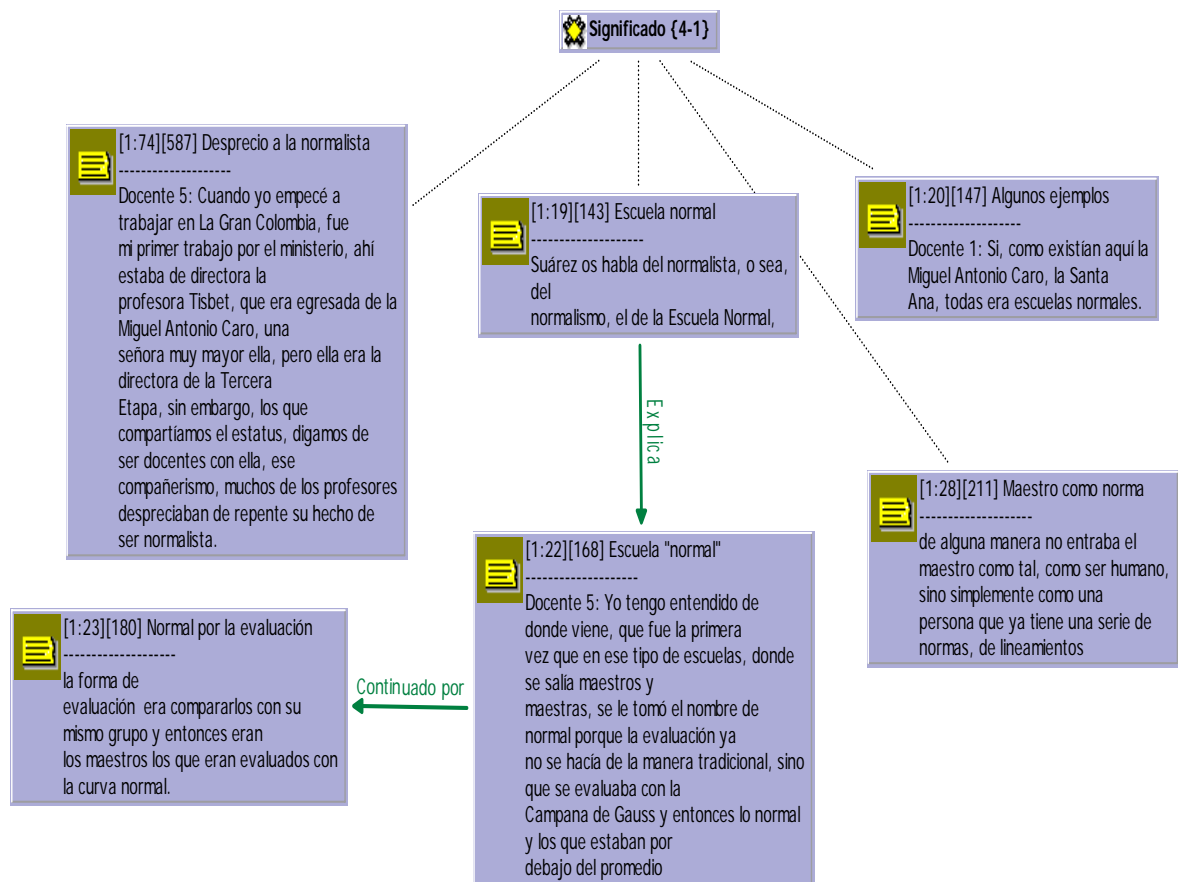 Significado {4-1}
[1:74][587] Desprecio a la normalista
--------------------
Docente 5: Cuando yo empecé a
trabajar en La Gran Colombia, fue
mi primer trabajo por el ministerio, ahí
estaba de directora la
profesora Tisbet, que era egresada de la
Miguel Antonio Caro, una
señora muy mayor ella, pero ella era la
directora de la Tercera
Etapa, sin embargo, los que
compartíamos el estatus, digamos de
ser docentes con ella, ese
compañerismo, muchos de los profesores
despreciaban de repente su hecho de
ser normalista.
[1:19][143] Escuela normal
--------------------
Suárez os habla del normalista, o sea,
del
normalismo, el de la Escuela Normal,
[1:20][147] Algunos ejemplos
--------------------
Docente 1: Si, como existían aquí la
Miguel Antonio Caro, la Santa
Ana, todas era escuelas normales.
Explica
[1:28][211] Maestro como norma
--------------------
de alguna manera no entraba el
maestro como tal, como ser humano,
sino simplemente como una
persona que ya tiene una serie de
normas, de lineamientos
[1:22][168] Escuela "normal"
--------------------
Docente 5: Yo tengo entendido de
donde viene, que fue la primera
vez que en ese tipo de escuelas, donde
se salía maestros y
maestras, se le tomó el nombre de
normal porque la evaluación ya
no se hacía de la manera tradicional, sino
que se evaluaba con la
Campana de Gauss y entonces lo normal
y los que estaban por
debajo del promedio
Continuado por
[1:23][180] Normal por la evaluación
--------------------
la forma de
evaluación era compararlos con su
mismo grupo y entonces eran
los maestros los que eran evaluados con
la curva normal.